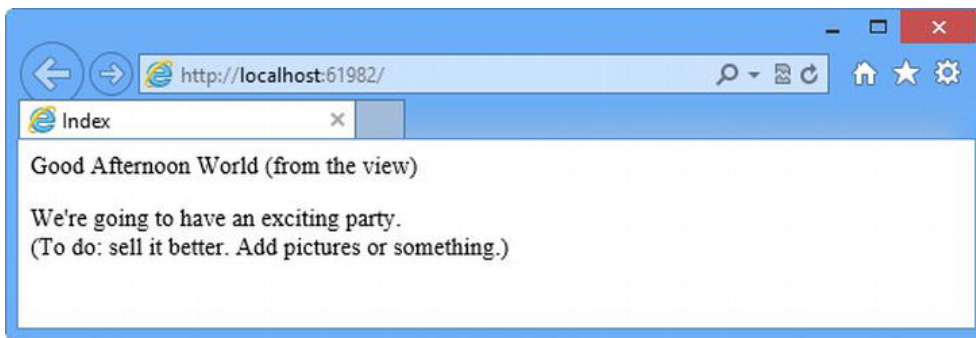 http://localhost:61982/
Index
Good Afternoon World (from the view)
We're going to have an exciting party.
(To do: sell it better. Add pictures or something.)